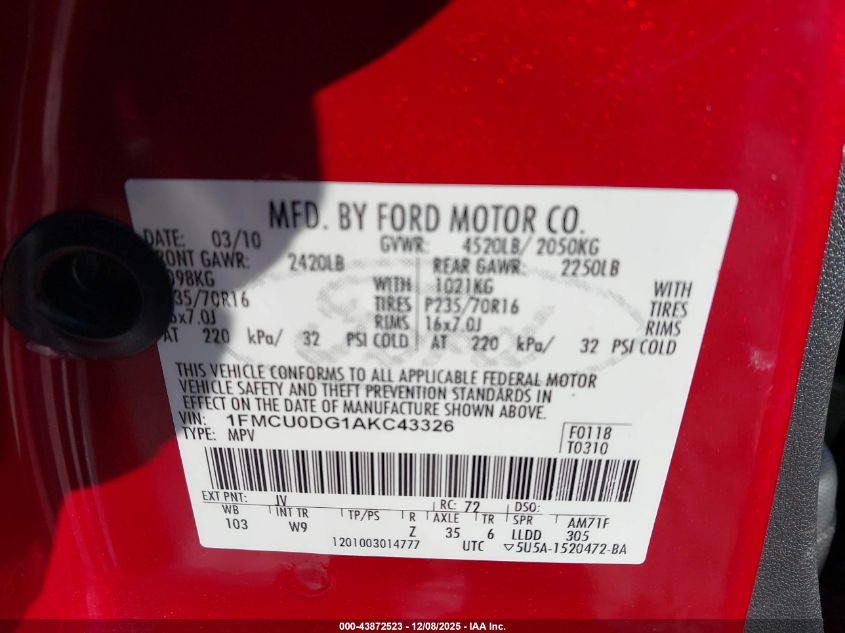 MFD. BY FORD MOTOR CO.
DATE: 03/10 GVWR: 4520LB/ 2050KG
FRONT GAWR: 2420LB REAR GAWR: 2250LB
998KG WITH 1021KG WITH
35/70R16 TIRES P235/70R16 TIRES
6x7.0J RIMS 16x7.0J RIMS
AT 220 kPa/ 32 PSI COLD AT 220 kPa/ 32 PSI COLD
THIS VEHICLE CONFORMS TO ALL APPLICABLE FEDERAL MOTOR
VEHICLE SAFETY AND THEFT PREVENTION STANDARDS IN
EFFECT ON THE DATE OF MANUFACTURE SHOWN ABOVE.
VIN: 1FMCU0DG1AKC43326 F0118
TYPE: MPV T0310
EXT PNT: JV RC: 72 DSO:
WB INT TR TP/PS R AXLE TR SPR AM71F
103 W9 Z 35 6 LLDD 305
1201003014777 UTC ▽5U5A-1520472-BA
000-43872523 - 12/08/2025 - IAA Inc.